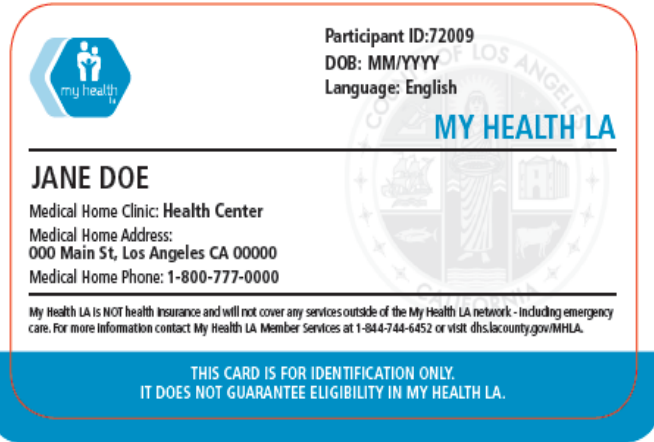 my health
la
Participant ID:72009
DOB: MM/YYYY
Language: English
COUNTY OF LOS ANGELES
CALIFORNIA
MY HEALTH LA
JANE DOE
Medical Home Clinic: Health Center
Medical Home Address:
000 Main St, Los Angeles CA 00000
Medical Home Phone: 1-800-777-0000
My Health LA is NOT health insurance and will not cover any services outside of the My Health LA network - including emergency
care. For more information contact My Health LA Member Services at 1-844-744-6452 or visit dhs.lacounty.gov/MHLA.
THIS CARD IS FOR IDENTIFICATION ONLY.
IT DOES NOT GUARANTEE ELIGIBILITY IN MY HEALTH LA.